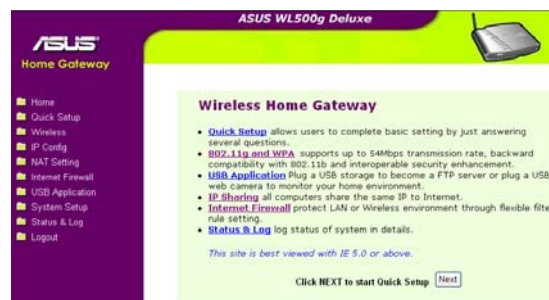 ASUS WL500g Deluxe
ASUS
Home Gateway
Home
Quick Setup
Wireless
IP Config
NAT Setting
Internet Firewall
USB Application
System Setup
Status & Log
Logout
Wireless Home Gateway
Quick Setup allows users to complete basic setting by just answering
several questions.
802.11g and WPA supports up to 54Mbps transmission rate, backward
compatibility with 802.11b and interoperable security enhancement.
USB Application Plug a USB storage to become a FTP server or plug a USB
web camera to monitor your home environment.
IP Sharing all computers share the same IP to Internet.
Internet Firewall protect LAN or Wireless environment through flexible filte
rule setting.
Status & Log log status of system in details.
This site is best viewed with IE 5.0 or above.
Click NEXT to start Quick Setup Next